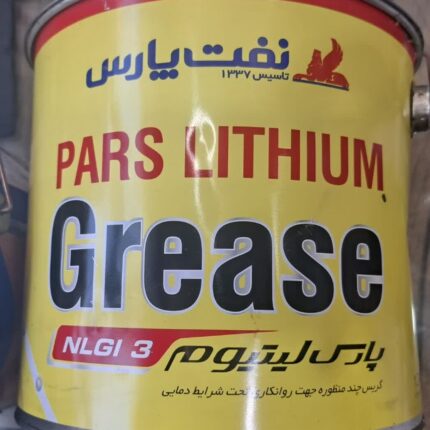 نفت پارس
تاسیس ۱۳۳۷
PARS LITHIUM
Grease
NLGI 3 پارس لیتیوم
گریس چند منظوره جهت روانکاری تحت شرایط دمایی